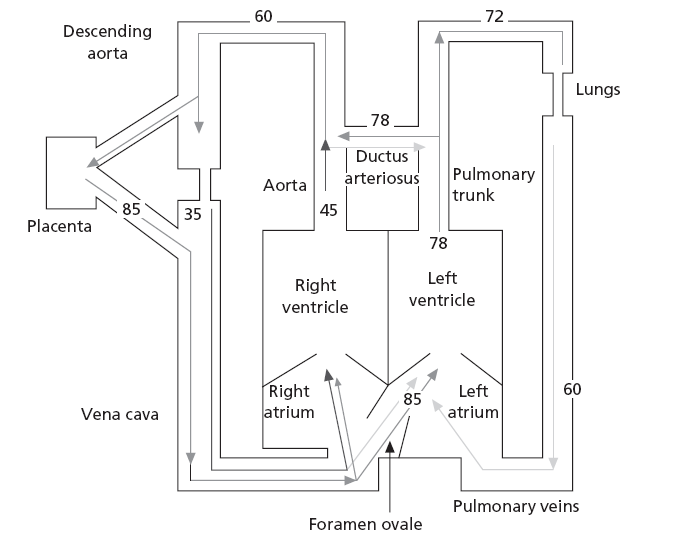 60
72
Descending
aorta
Lungs
78
Ductus
arteriosus
Aorta
Pulmonary
trunk
85
35
45
Placenta
78
Right
ventricle
Left
ventricle
Right
atrium
85
Left
atrium
60
Vena cava
Pulmonary veins
Foramen ovale